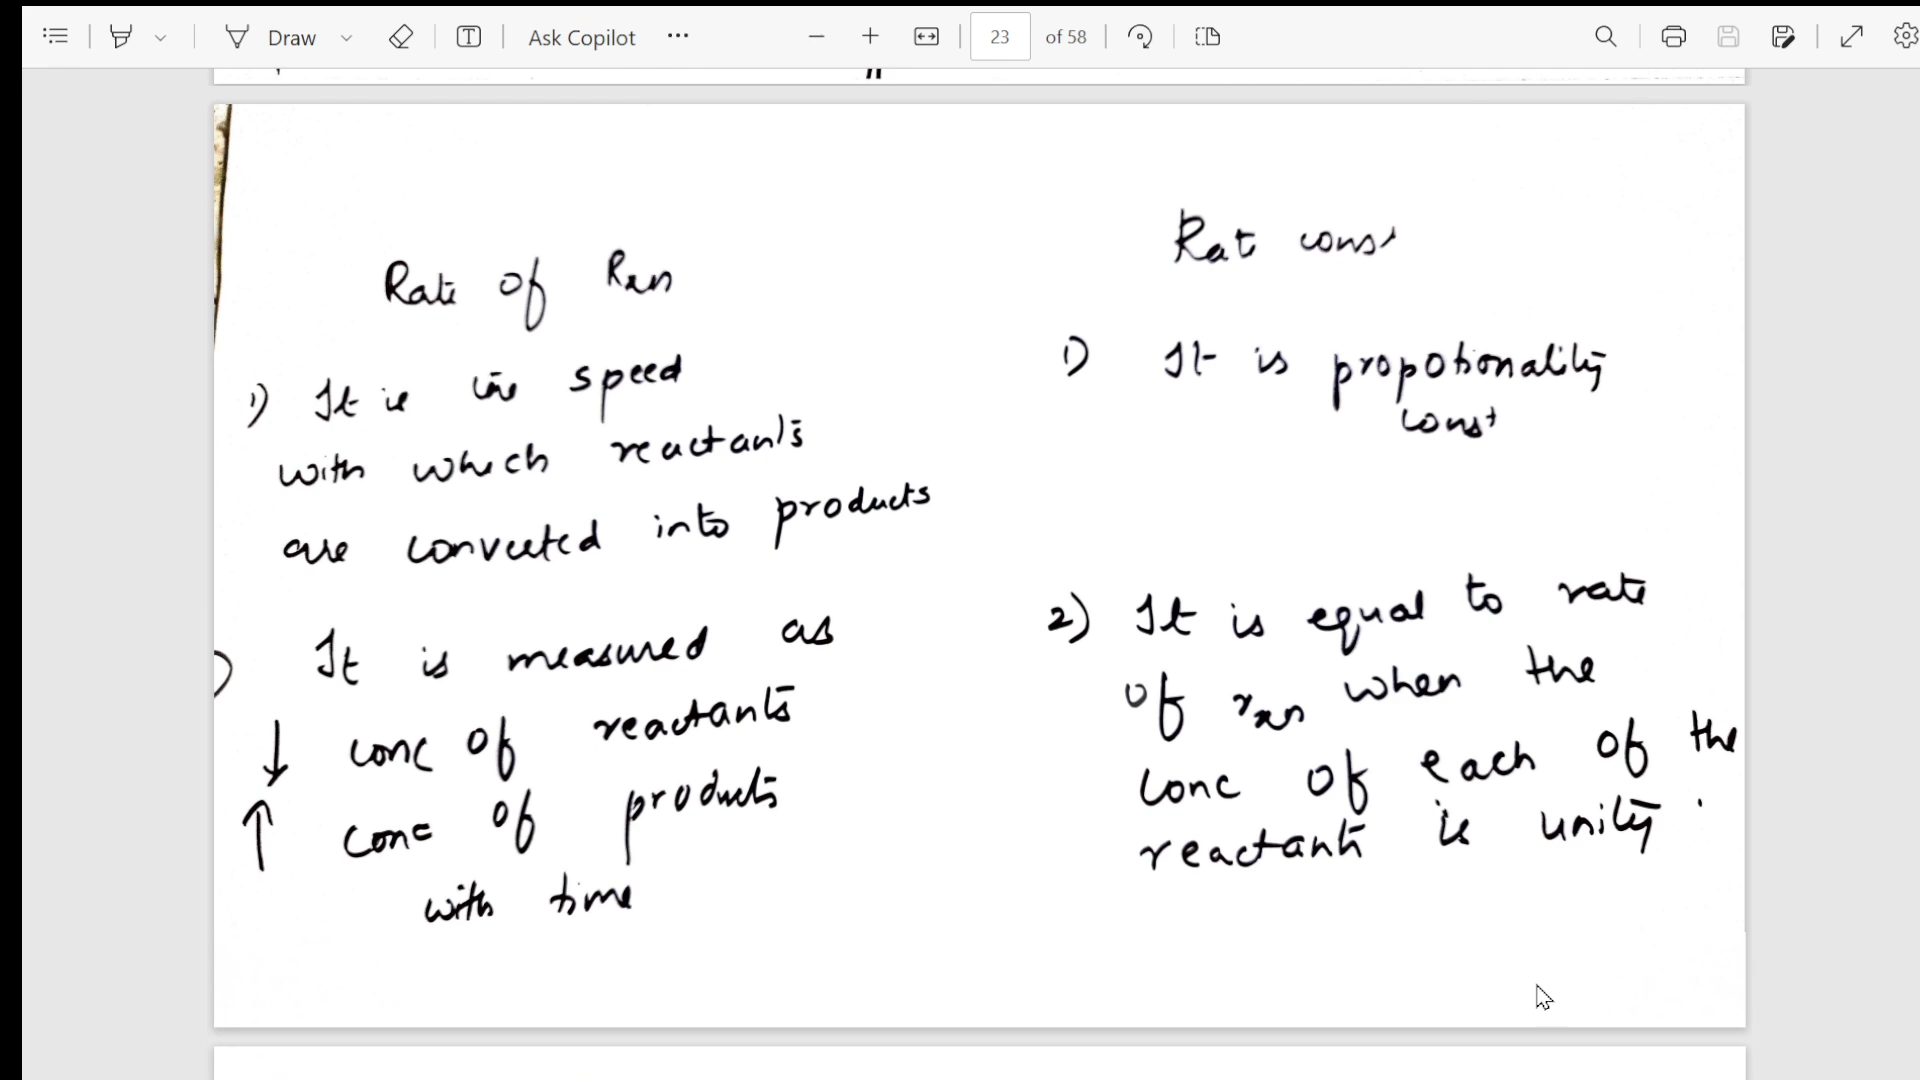 Draw
Ask Copilot
23 of 58
Rate of Rxn
1) It is the speed
with which reactants
are converted into products
) It is measured as
↓ conc of reactants
↑ conc of products
with time
Rat const
1) It is propotionality
const
2) It is equal to rate
of rxn when the
conc of each of the
reactants is unity.